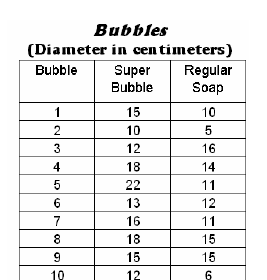 Bubbles
(Diameter in centimeters)
Bubble Super Bubble Regular Soap
1 15 10
2 10 5
3 12 16
4 18 14
5 22 11
6 13 12
7 16 11
8 18 15
9 15 15
10 12 6